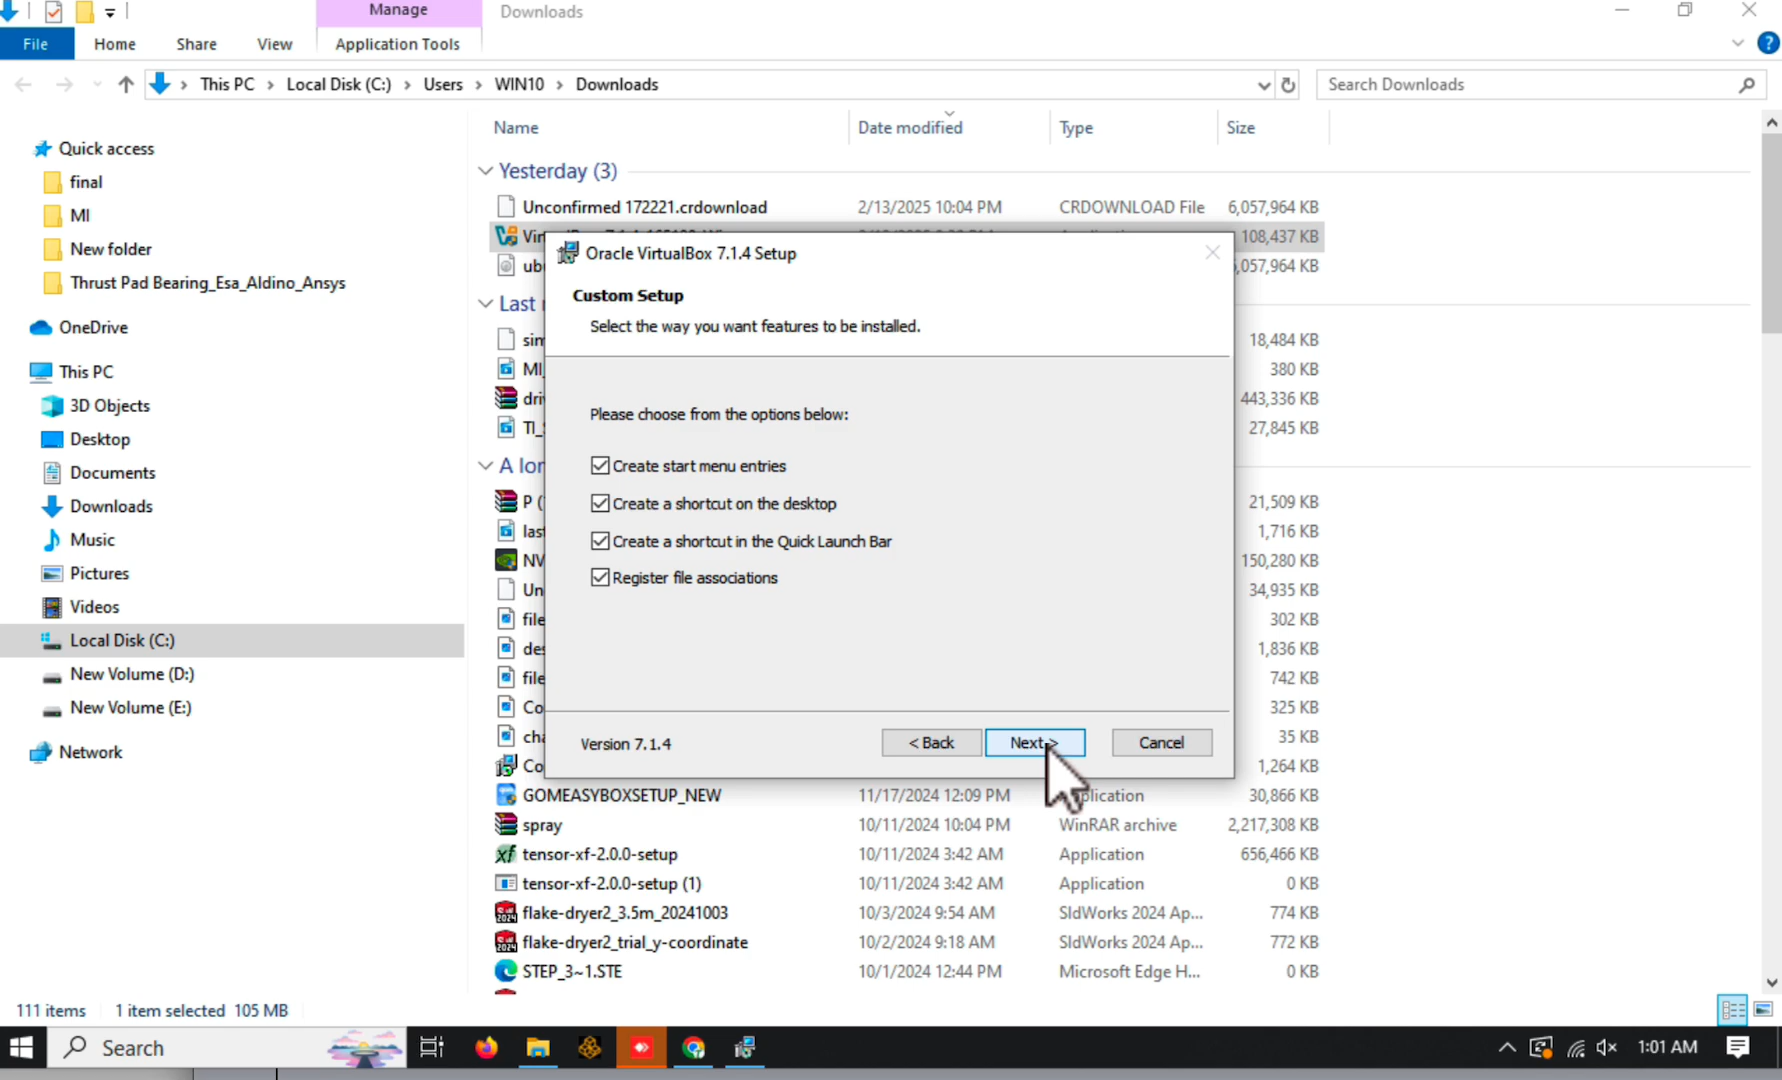 Manage
Downloads
File
Home
Share
View
Application Tools
This PC > Local Disk (C:) > Users > WIN10 > Downloads
Search Downloads
Quick access
final
MI
New folder
Thrust Pad Bearing_Esa_Aldino_Ansys
OneDrive
This PC
3D Objects
Desktop
Documents
Downloads
Music
Pictures
Videos
Local Disk (C:)
New Volume (D:)
New Volume (E:)
Network
Name Date modified Type Size
Yesterday (3)
Unconfirmed 172221.crdownload 2/13/2025 10:04 PM CRDOWNLOAD File 6,057,964 KB
108,437 KB
,057,964 KB
Last
18,484 KB
380 KB
443,336 KB
27,845 KB
21,509 KB
1,716 KB
150,280 KB
34,935 KB
302 KB
1,836 KB
742 KB
325 KB
35 KB
1,264 KB
Oracle VirtualBox 7.1.4 Setup
Custom Setup
Select the way you want features to be installed.
Please choose from the options below:
Create start menu entries
Create a shortcut on the desktop
Create a shortcut in the Quick Launch Bar
Register file associations
Version 7.1.4
< Back
Next >
Cancel
GOMEASYBOXSETUP_NEW 11/17/2024 12:09 PM plication 30,866 KB
spray 10/11/2024 10:04 PM WinRAR archive 2,217,308 KB
tensor-xf-2.0.0-setup 10/11/2024 3:42 AM Application 656,466 KB
tensor-xf-2.0.0-setup (1) 10/11/2024 3:42 AM Application 0 KB
flake-dryer2_3.5m_20241003 10/3/2024 9:54 AM SldWorks 2024 Ap... 774 KB
flake-dryer2_trial_y-coordinate 10/2/2024 9:18 AM SldWorks 2024 Ap... 772 KB
STEP_3~1.STE 10/1/2024 12:44 PM Microsoft Edge H... 0 KB
111 items 1 item selected 105 MB
Search
1:01 AM